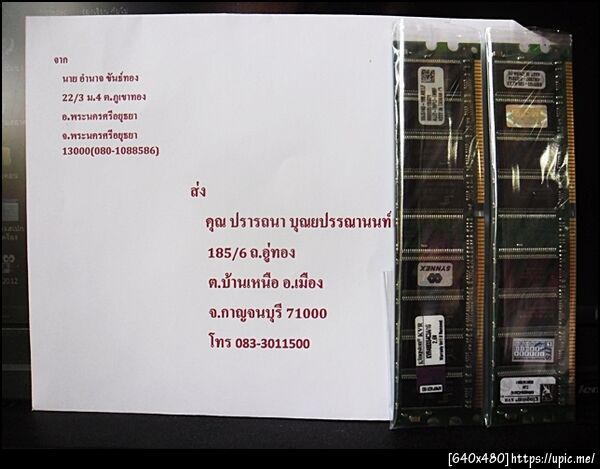 จาก
นาย อำนาจ ขันธ์ทอง
22/3 ม.4 ต.ภูเขาทอง
อ.พระนครศรีอยุธยา
จ.พระนครศรีอยุธยา
13000(080-1088586)
ส่ง
คุณ ปรารถนา บุณยปรรณานนท์
185/6 ถ.อู่ทอง
ต.บ้านเหนือ อ.เมือง
จ.กาญจนบุรี 71000
โทร 083-3011500
SYNNEX
Kingston KVR
[640x480]https://upic.me/